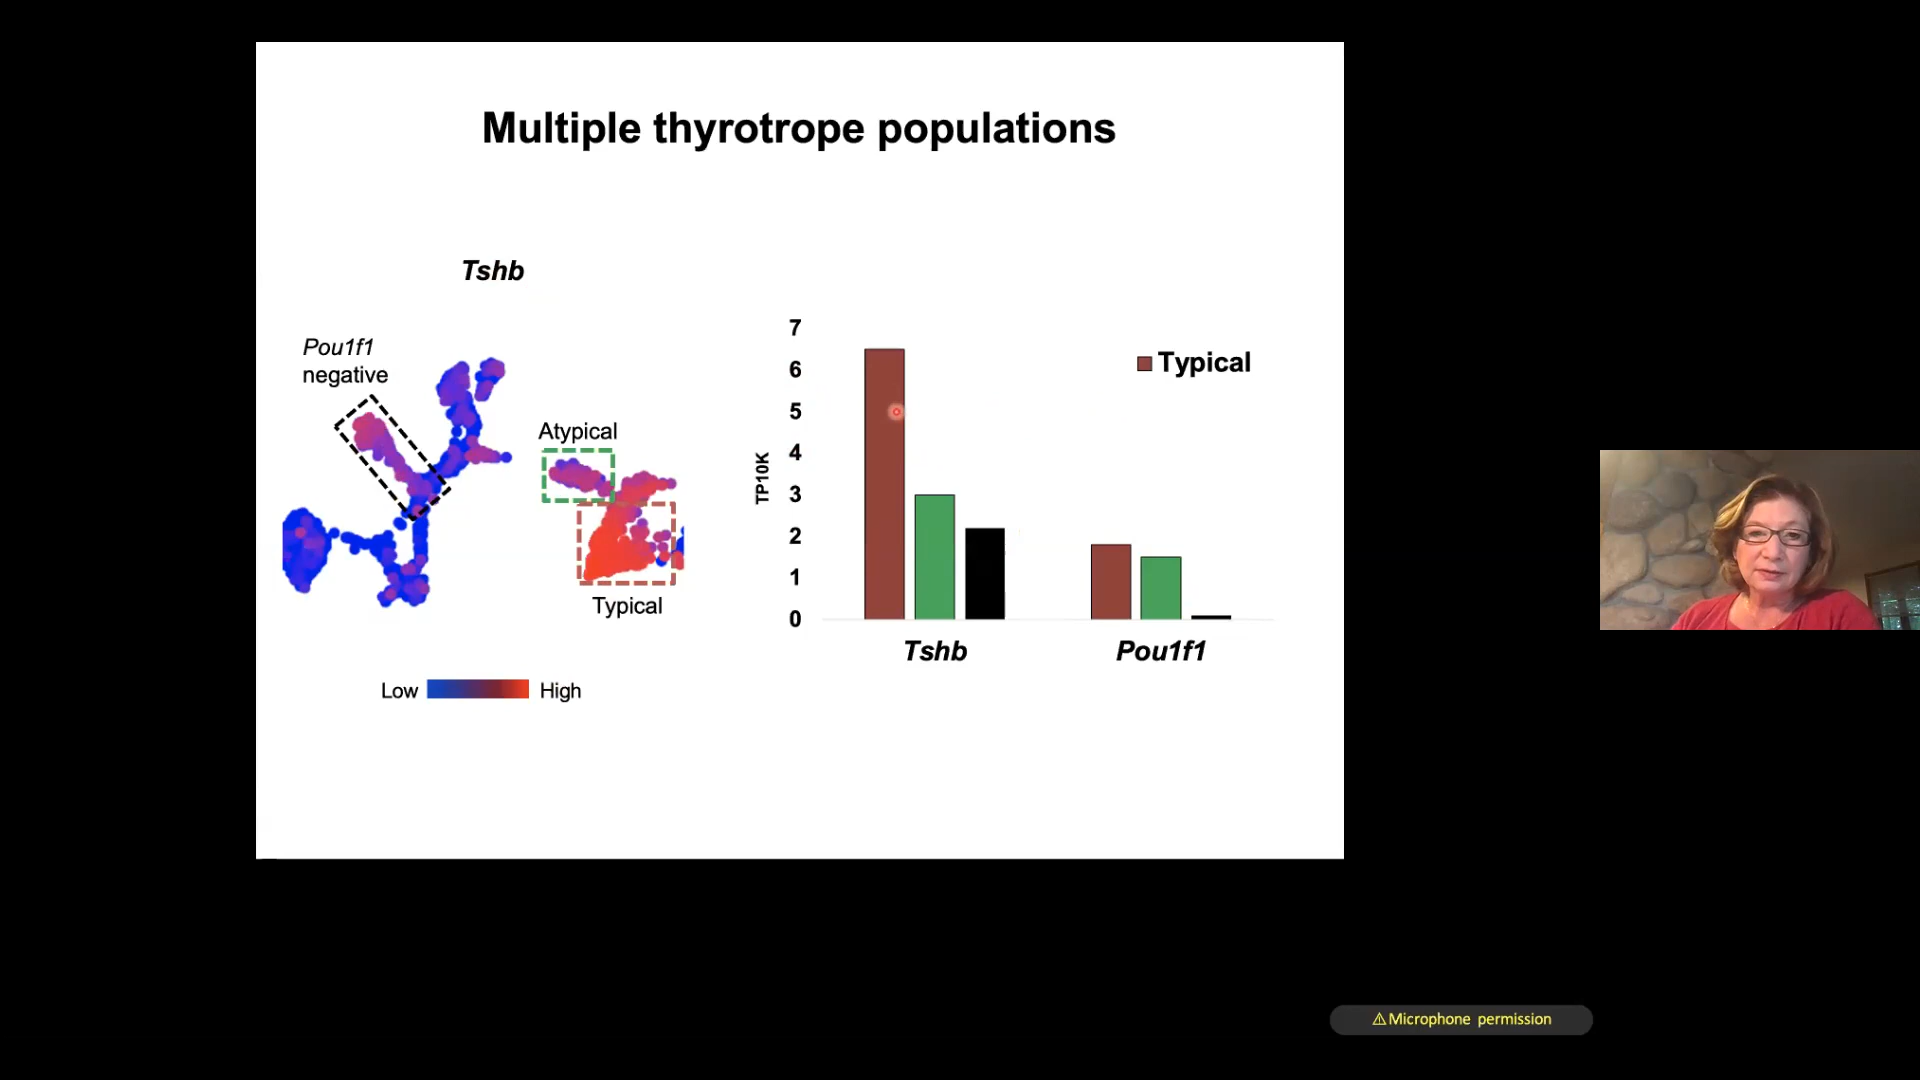 Multiple thyrotrope populations
Tshb
Pou1f1
negative
Atypical
Typical
Low
High
7
6
5
4
3
2
1
0
TP10K
Typical
Tshb
Pou1f1
⚠Microphone permission